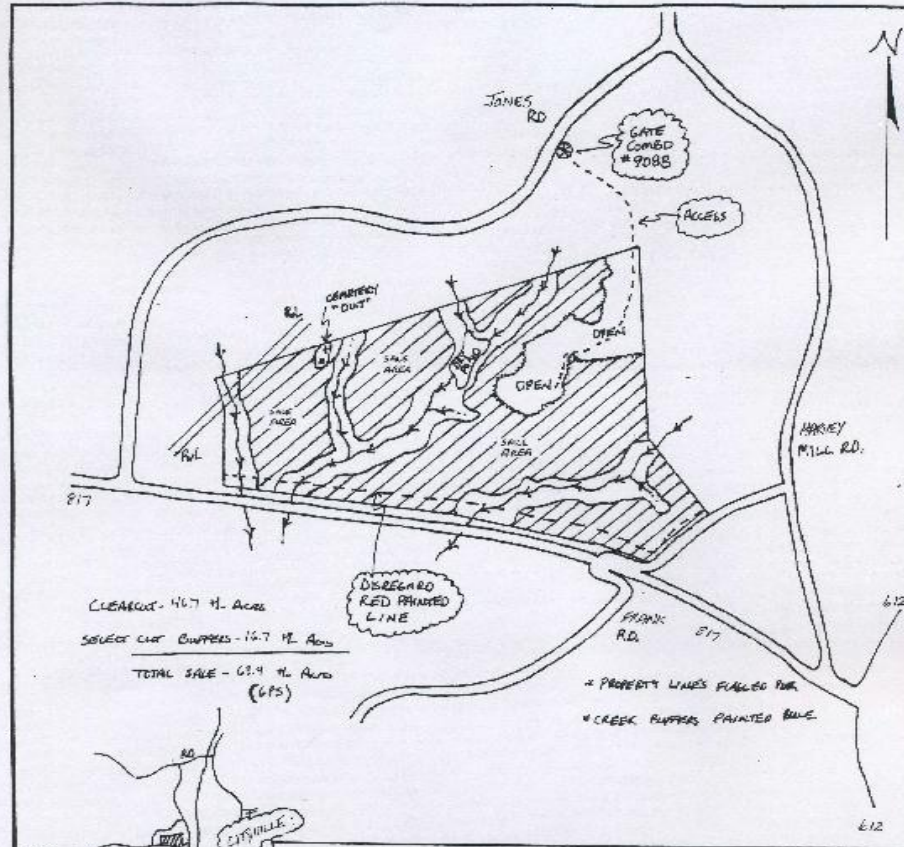 N
JONES
RD
GATE
COMBO
#9088
ACCESS
CEMETERY
"OUT"
OPEN
SALE
AREA
OPEN
SALE
AREA
SALE
AREA
HARVEY
MILL RD.
817
DISREGARD
RED PAINTED
LINE
CLEARCUT - 46.7 +/- ACRES
SELECT CUT BUFFERS - 16.7 +/- ACRES
TOTAL SALE - 63.4 +/- ACRES
(GPS)
FRANK
RD.
817
612
* PROPERTY LINES FLAGGED
* CREEK BUFFERS PAINTED BLUE
612
RD.